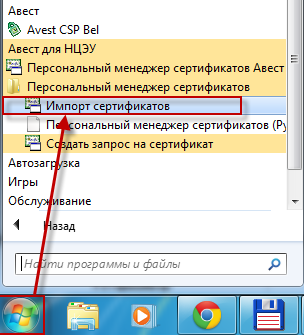 Авест
Avest CSP Bel
Авест для НЦЭУ
Персональный менеджер сертификатов Авест
Персональный менеджер сертификатов
Импорт сертификатов
Персональный менеджер сертификатов (Ру
Создать запрос на сертификат
Автозагрузка
Игры
Обслуживание
Назад
Найти программы и файлы